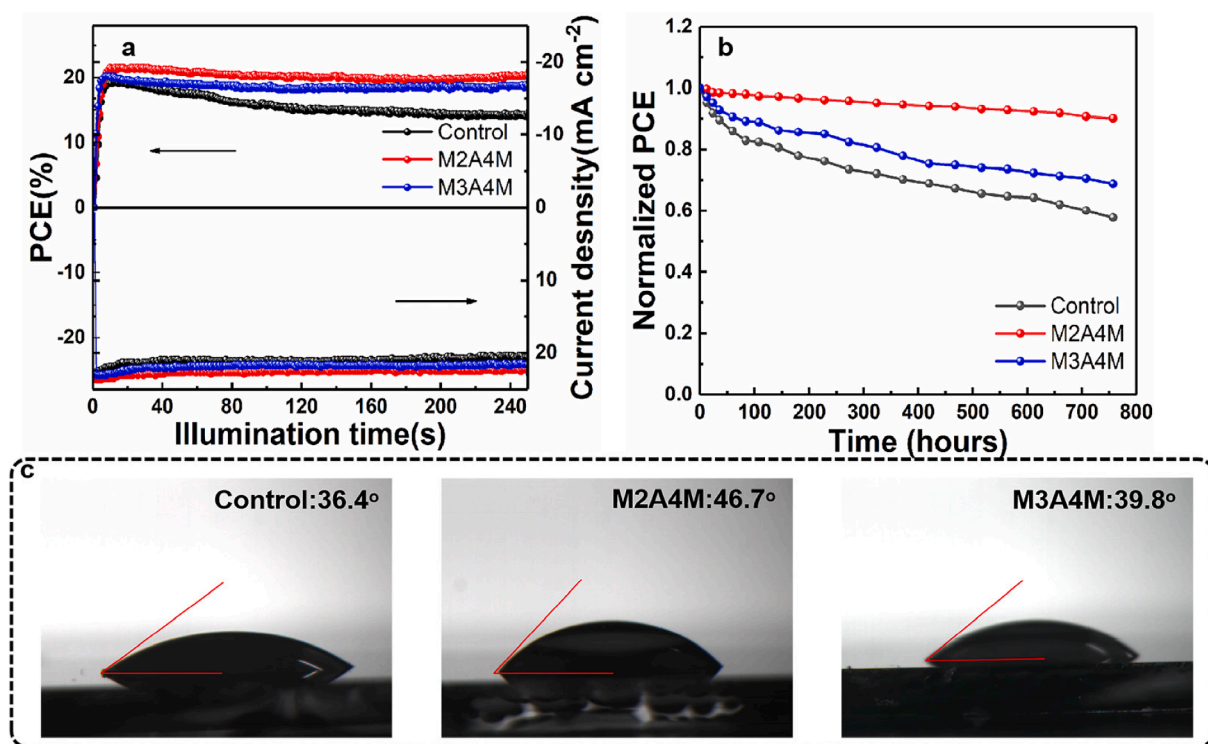 a
20
10
0
-10
-20
PCE(%)
-20
-10
0
10
20
Current desnsity(mA cm⁻²)
Control
M2A4M
M3A4M
0 40 80 120 160 200 240
Illumination time(s)
b
1.2
1.0
0.8
0.6
0.4
0.2
0.0
Normalized PCE
Control
M2A4M
M3A4M
0 100 200 300 400 500 600 700 800
Time (hours)
c
Control:36.4°
M2A4M:46.7°
M3A4M:39.8°